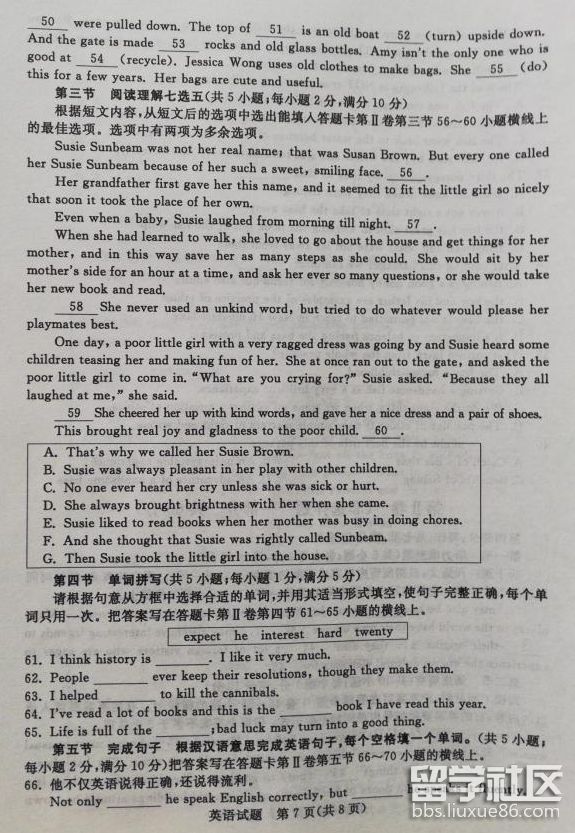 50 were pulled down. The top of 51 is an old boat 52 (turn) upside down.
And the gate is made 53 rocks and old glass bottles. Amy isn't the only one who is
good at 54 (recycle). Jessica Wong uses old clothes to make bags. She 55 (do)
this for a few years. Her bags are cute and useful.
第三节 阅读理解七选五(共5小题;每小题2分,满分10分)
根据短文内容,从短文后的选项中选出能填入答题卡第Ⅱ卷第三节56~60小题横线上
的最佳选项。选项中有两项为多余选项。
Susie Sunbeam was not her real name; that was Susan Brown. But every one called
her Susie Sunbeam because of her such a sweet, smiling face. 56 .
Her grandfather first gave her this name, and it seemed to fit the little girl so nicely
that soon it took the place of her own.
Even when a baby, Susie laughed from morning till night. 57 .
When she had learned to walk, she loved to go about the house and get things for her
mother, and in this way save her as many steps as she could. She would sit by her
mother's side for an hour at a time, and ask her ever so many questions, or she would take
her new book and read.
58 She never used an unkind word, but tried to do whatever would please her
playmates best.
One day, a poor little girl with a very ragged dress was going by and Susie heard some
children teasing her and making fun of her. She at once ran out to the gate, and asked the
poor little girl to come in. “What are you crying for?” Susie asked. “Because they all
laughed at me,” she said.
59 She cheered her up with kind words, and gave her a nice dress and a pair of shoes.
This brought real joy and gladness to the poor child. 60 .
A. That's why we called her Susie Brown.
B. Susie was always pleasant in her play with other children.
C. No one ever heard her cry unless she was sick or hurt.
D. She always brought brightness with her when she came.
E. Susie liked to read books when her mother was busy in doing chores.
F. And she thought that Susie was rightly called Sunbeam.
G. Then Susie took the little girl into the house.
第四节 单词拼写(共5小题;每小题1分,满分5分)
请根据句意从方框中选择合适的单词,并用其适当形式填空,使句子完整正确,每个单
词只用一次。把答案写在答题卡第Ⅱ卷第四节61~65小题的横线上。
expect he interest hard twenty
61. I think history is ________. I like it very much.
62. People ________ ever keep their resolutions, though they make them.
63. I helped ________ to kill the cannibals.
64. I've read a lot of books and this is the ________ book I have read this year.
65. Life is full of the ________; bad luck may turn into a good thing.
第五节 完成句子 根据汉语意思完成英语句子,每个空格填一个单词。(共5小题;
每小题2分,满分10分)把答案写在答题卡第Ⅱ卷第五节66~70小题的横线上。
66. 他不仅英语说得正确,还说得流利。
Not only ________ he speak English correctly, but ________ he
英语试题 第7页(共8页)
留学社区
bbs.liuxue86.com